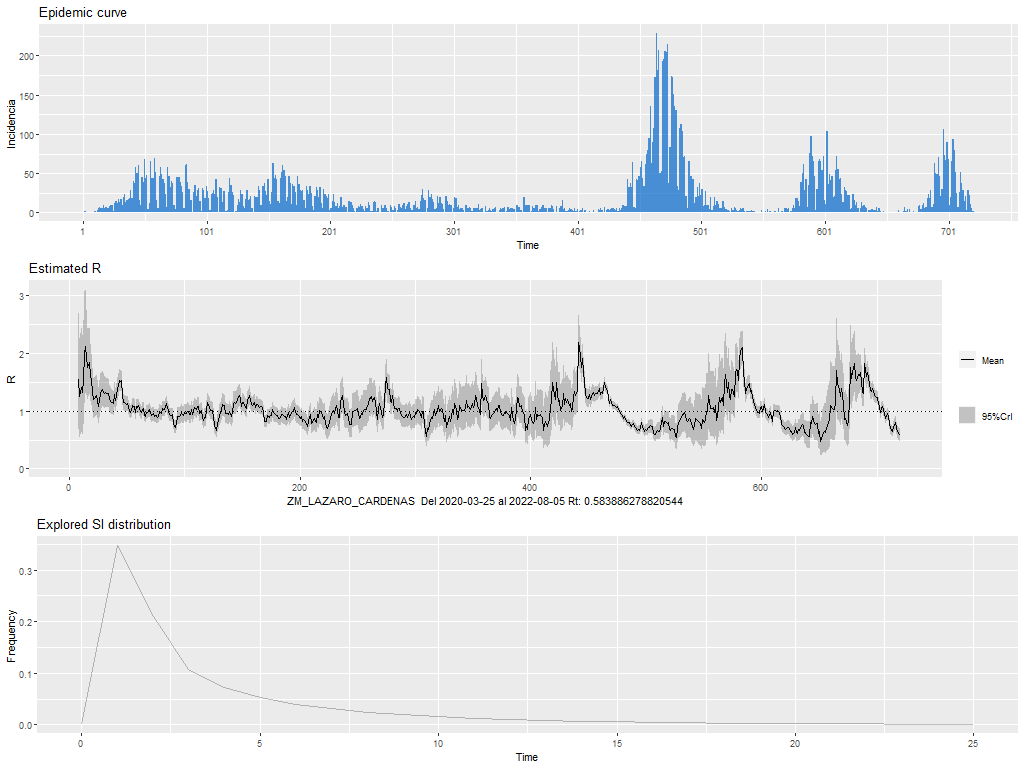 Epidemic curve
Incidencia
200
150
100
50
0
1
101
201
301
401
501
601
701
Time
Estimated R
R
3
2
1
0
0
200
400
600
Mean
95%CrI
ZM_LAZARO_CARDENAS Del 2020-03-25 al 2022-08-05 Rt: 0.583886278820544
Explored SI distribution
Frequency
0.3
0.2
0.1
0.0
0
5
10
15
20
25
Time